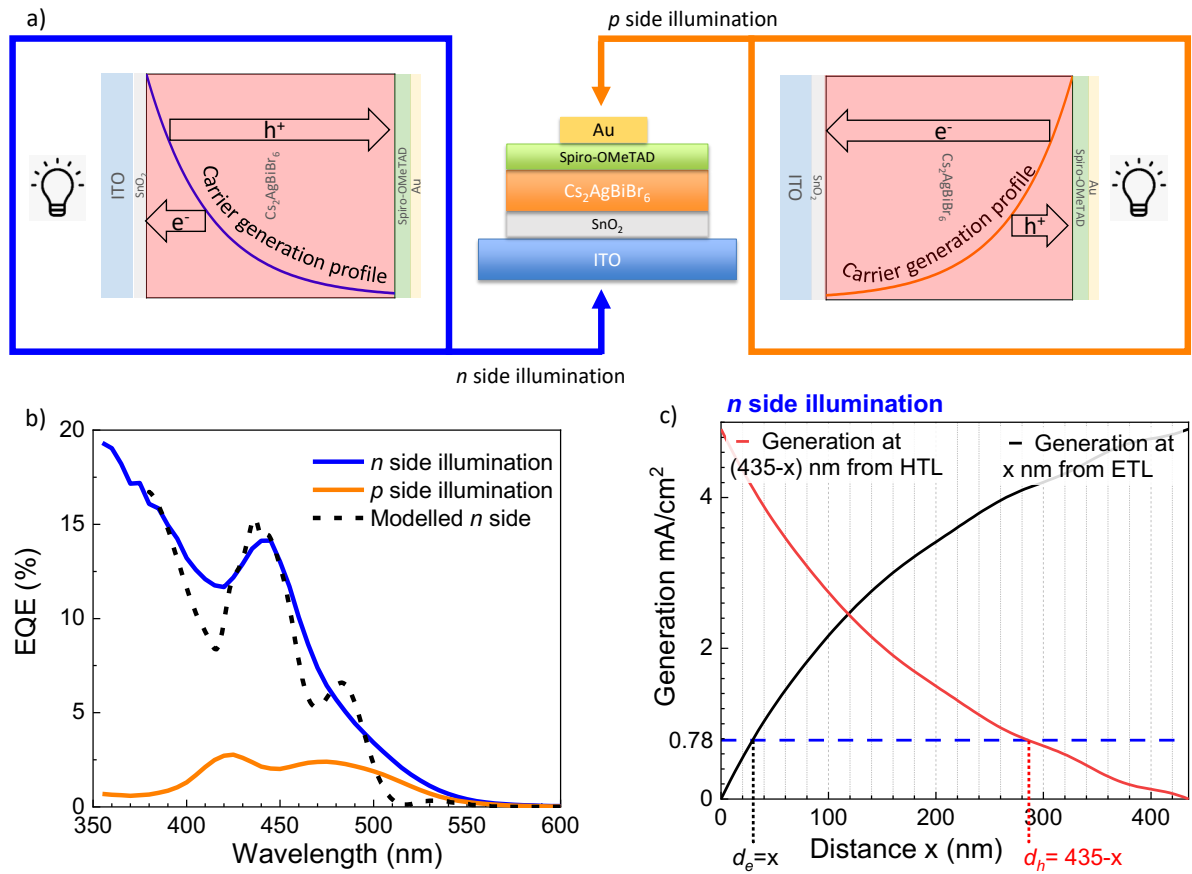 a)
p side illumination
ITO
SnO2
h+
e-
Cs2AgBiBr6
Carrier generation profile
Spiro-OMeTAD
Au
Au
Spiro-OMeTAD
Cs2AgBiBr6
SnO2
ITO
ITO
SnO2
e-
h+
Cs2AgBiBr6
Carrier generation profile
Spiro-OMeTAD
Au
n side illumination
b)
20
15
10
5
0
EQE (%)
n side illumination
p side illumination
Modelled n side
350 400 450 500 550 600
Wavelength (nm)
c)
n side illumination
Generation at
(435-x) nm from HTL
Generation at
x nm from ETL
4
2
0.78
0
Generation mA/cm2
0 100 200 300 400
Distance x (nm)
de=x
dh= 435-x